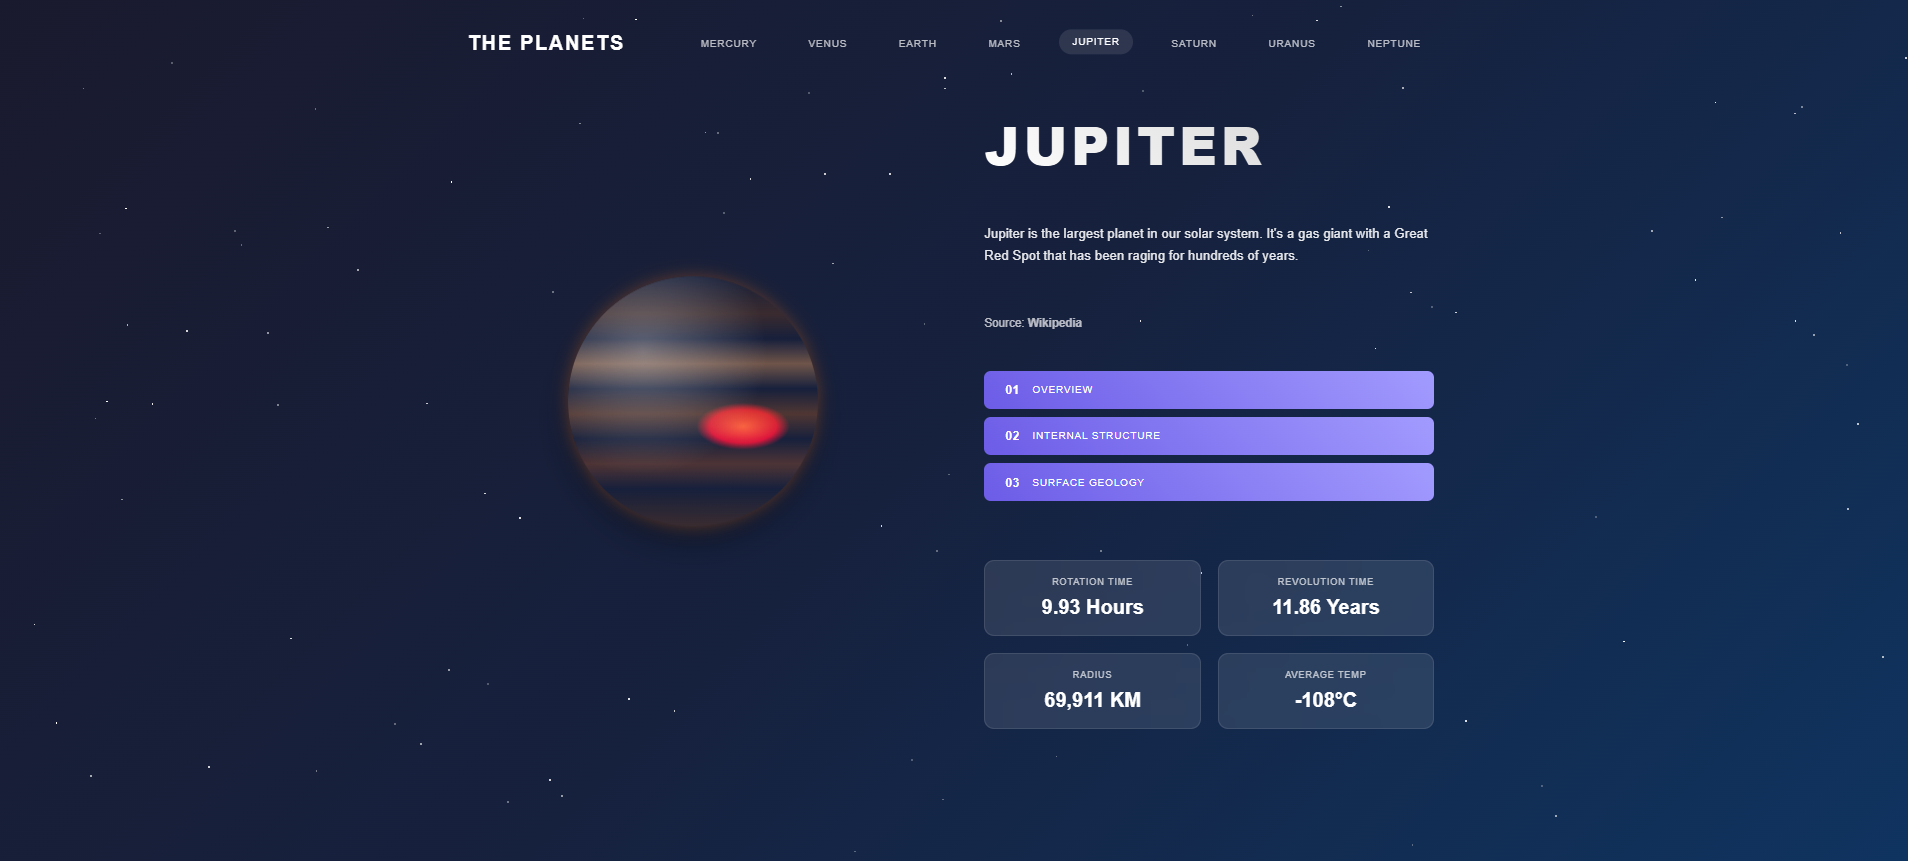 THE PLANETS
MERCURY
VENUS
EARTH
MARS
JUPITER
SATURN
URANUS
NEPTUNE
JUPITER
Jupiter is the largest planet in our solar system. It's a gas giant with a Great
Red Spot that has been raging for hundreds of years.
Source: Wikipedia
01 OVERVIEW
02 INTERNAL STRUCTURE
03 SURFACE GEOLOGY
ROTATION TIME
9.93 Hours
REVOLUTION TIME
11.86 Years
RADIUS
69,911 KM
AVERAGE TEMP
-108°C